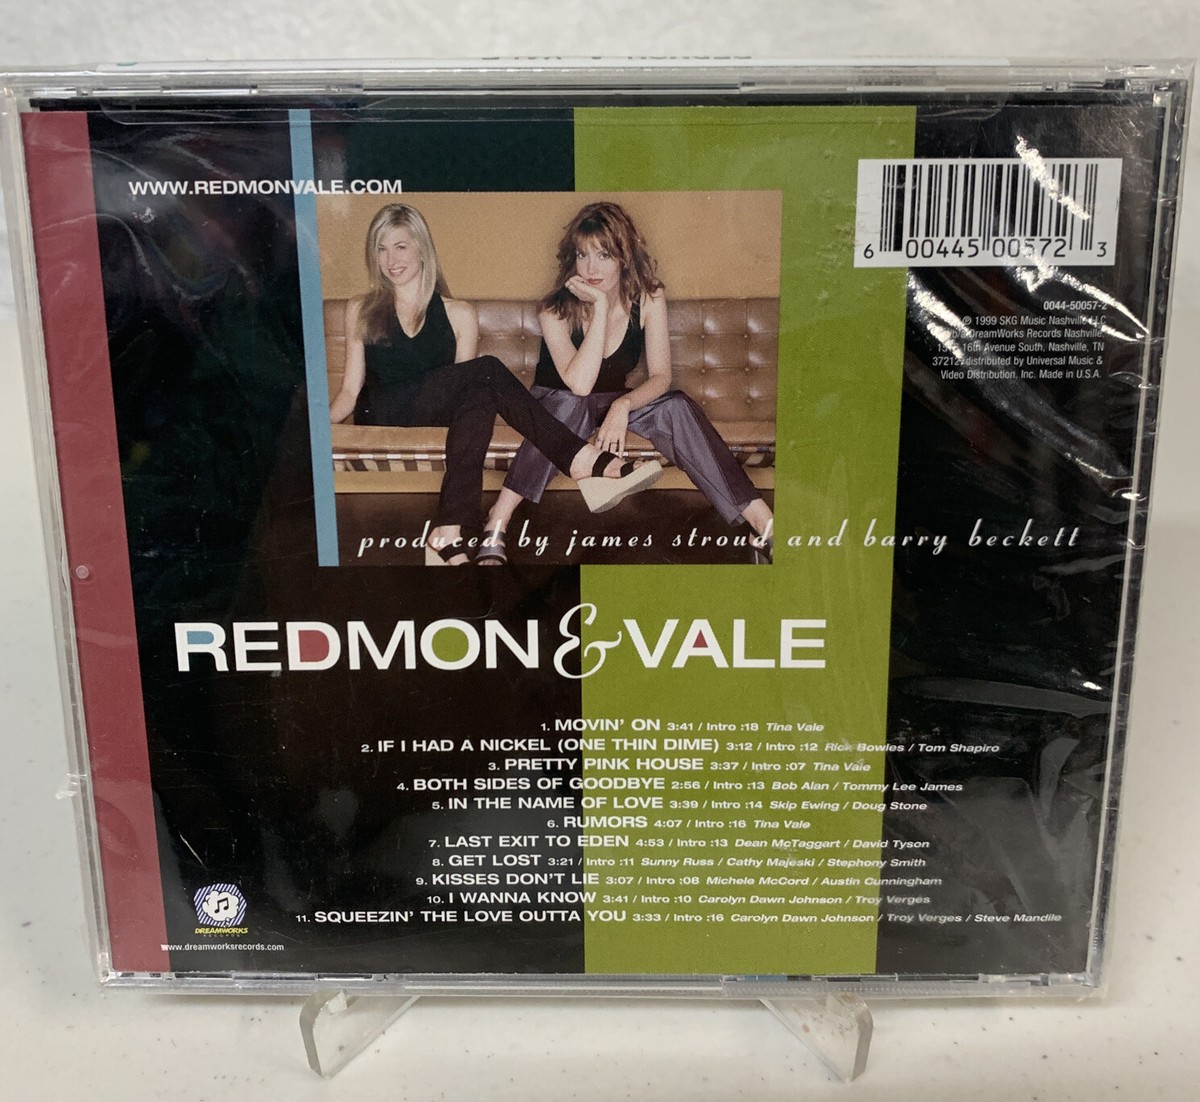 REDMON & VALE
WWW.REDMONVALE.COM
6 00445 00572 3
0044-50057-2
℗ 1999 SKG Music Nashville LLC
d/b/a DreamWorks Records Nashville,
16th Avenue South, Nashville, TN
37212, distributed by Universal Music &
Video Distribution, Inc. Made in U.S.A.
produced by james stroud and barry beckett
REDMON & VALE
1. MOVIN' ON 3:41 / Intro :18 Tina Vale
2. IF I HAD A NICKEL (ONE THIN DIME) 3:12 / Intro :12 Rick Bowles / Tom Shapiro
3. PRETTY PINK HOUSE 3:37 / Intro :07 Tina Vale
4. BOTH SIDES OF GOODBYE 2:56 / Intro :13 Bob Alan / Tommy Lee James
5. IN THE NAME OF LOVE 3:39 / Intro :14 Skip Ewing / Doug Stone
6. RUMORS 4:07 / Intro :16 Tina Vale
7. LAST EXIT TO EDEN 4:53 / Intro :13 Dean McTaggart / David Tyson
8. GET LOST 3:21 / Intro :11 Sunny Russ / Cathy Majeski / Stephony Smith
9. KISSES DON'T LIE 3:07 / Intro :08 Michele McCord / Austin Cunningham
10. I WANNA KNOW 3:41 / Intro :10 Carolyn Dawn Johnson / Troy Verges
11. SQUEEZIN' THE LOVE OUTTA YOU 3:33 / Intro :16 Carolyn Dawn Johnson / Troy Verges / Steve Mandile
DREAMWORKS
RECORDS
www.dreamworksrecords.com